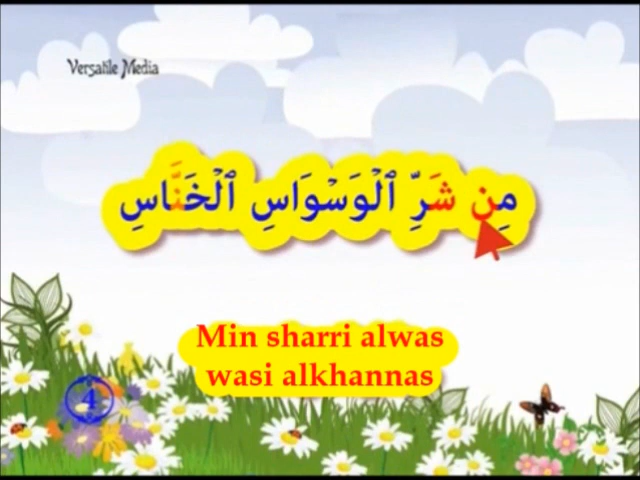 Versatile Media
مِن شَرِّ ٱلْوَسْوَاسِ ٱلْخَنَّاسِ
Min sharri alwas
wasi alkhannas
4